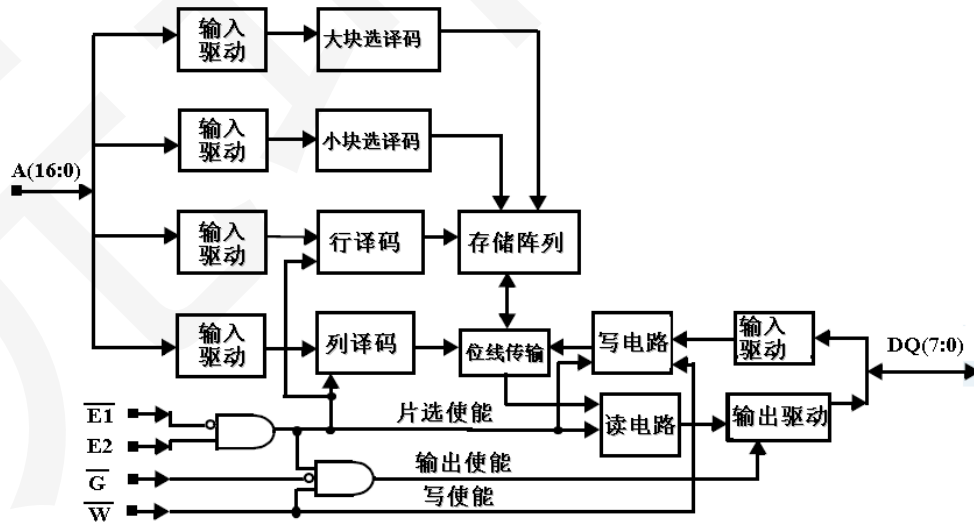 输入
驱动
大块选译码
输入
驱动
小块选译码
A(16:0)
输入
驱动
行译码
存储阵列
输入
驱动
列译码
位线传输
写电路
输入
驱动
DQ(7:0)
E1
E2
片选使能
读电路
输出驱动
G
输出使能
W
写使能